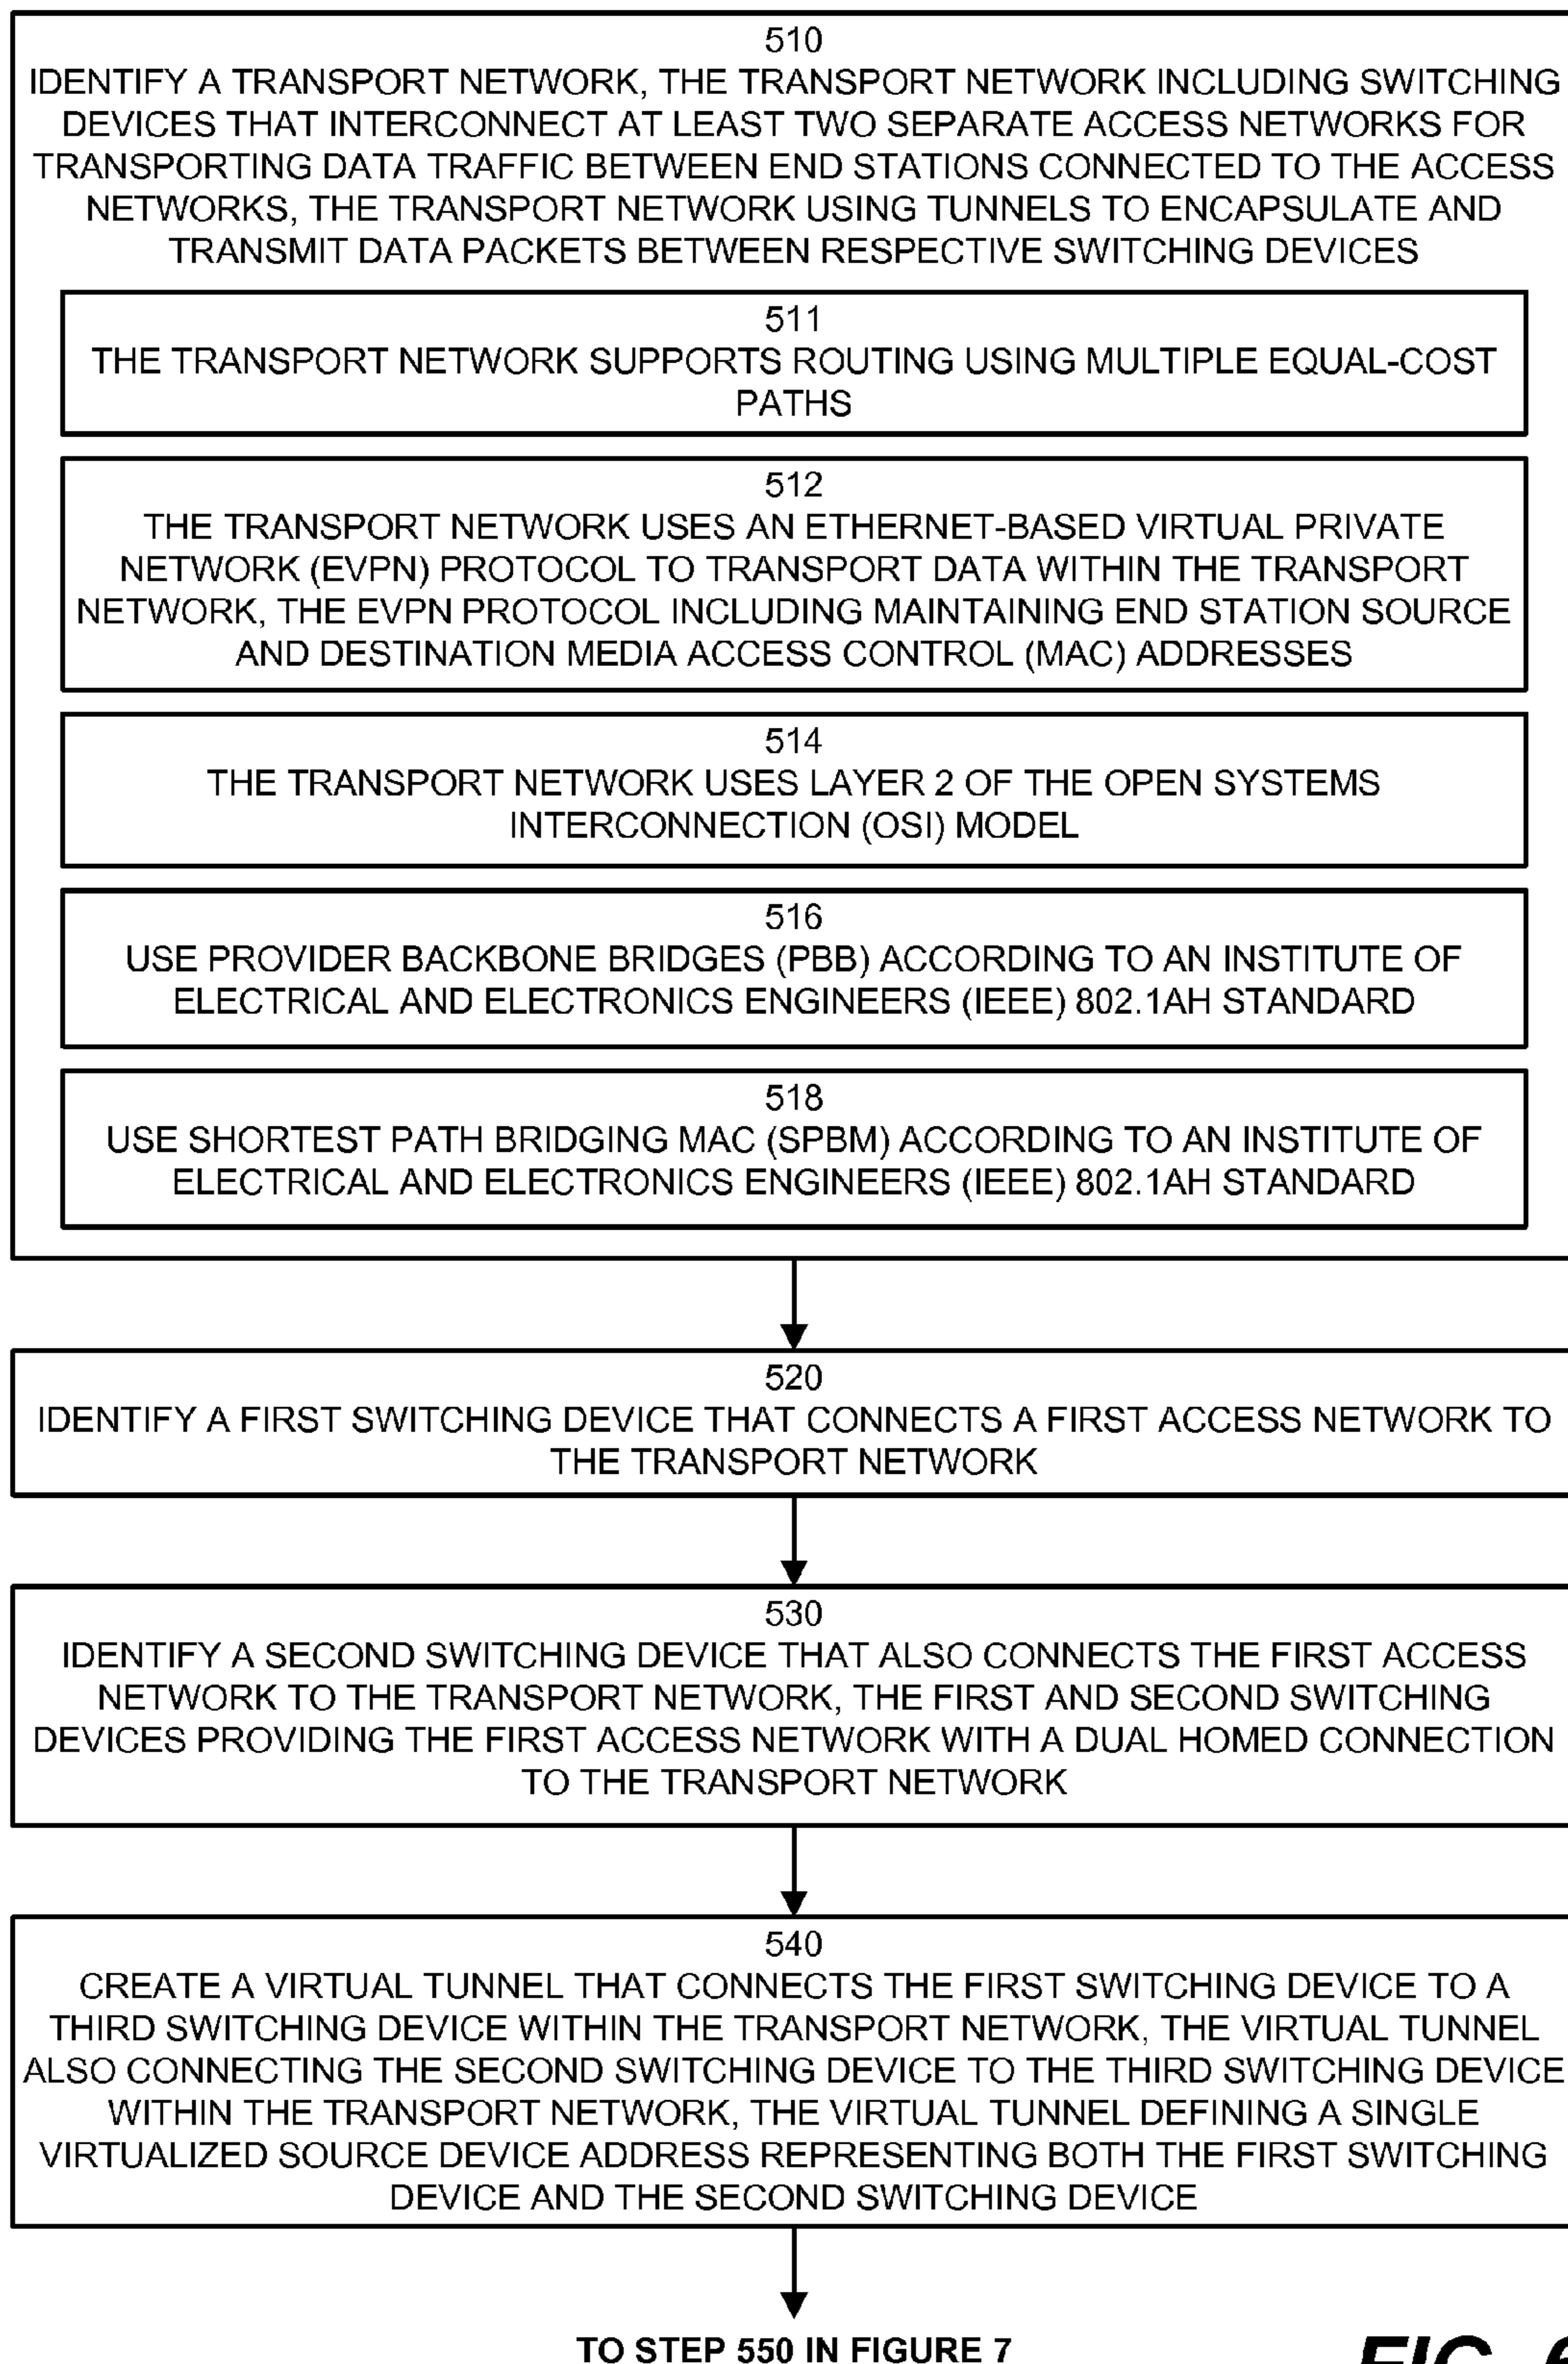 510
IDENTIFY A TRANSPORT NETWORK, THE TRANSPORT NETWORK INCLUDING SWITCHING
DEVICES THAT INTERCONNECT AT LEAST TWO SEPARATE ACCESS NETWORKS FOR
TRANSPORTING DATA TRAFFIC BETWEEN END STATIONS CONNECTED TO THE ACCESS
NETWORKS, THE TRANSPORT NETWORK USING TUNNELS TO ENCAPSULATE AND
TRANSMIT DATA PACKETS BETWEEN RESPECTIVE SWITCHING DEVICES
511
THE TRANSPORT NETWORK SUPPORTS ROUTING USING MULTIPLE EQUAL-COST
PATHS
512
THE TRANSPORT NETWORK USES AN ETHERNET-BASED VIRTUAL PRIVATE
NETWORK (EVPN) PROTOCOL TO TRANSPORT DATA WITHIN THE TRANSPORT
NETWORK, THE EVPN PROTOCOL INCLUDING MAINTAINING END STATION SOURCE
AND DESTINATION MEDIA ACCESS CONTROL (MAC) ADDRESSES
514
THE TRANSPORT NETWORK USES LAYER 2 OF THE OPEN SYSTEMS
INTERCONNECTION (OSI) MODEL
516
USE PROVIDER BACKBONE BRIDGES (PBB) ACCORDING TO AN INSTITUTE OF
ELECTRICAL AND ELECTRONICS ENGINEERS (IEEE) 802.1AH STANDARD
518
USE SHORTEST PATH BRIDGING MAC (SPBM) ACCORDING TO AN INSTITUTE OF
ELECTRICAL AND ELECTRONICS ENGINEERS (IEEE) 802.1AH STANDARD
520
IDENTIFY A FIRST SWITCHING DEVICE THAT CONNECTS A FIRST ACCESS NETWORK TO
THE TRANSPORT NETWORK
530
IDENTIFY A SECOND SWITCHING DEVICE THAT ALSO CONNECTS THE FIRST ACCESS
NETWORK TO THE TRANSPORT NETWORK, THE FIRST AND SECOND SWITCHING
DEVICES PROVIDING THE FIRST ACCESS NETWORK WITH A DUAL HOMED CONNECTION
TO THE TRANSPORT NETWORK
540
CREATE A VIRTUAL TUNNEL THAT CONNECTS THE FIRST SWITCHING DEVICE TO A
THIRD SWITCHING DEVICE WITHIN THE TRANSPORT NETWORK, THE VIRTUAL TUNNEL
ALSO CONNECTING THE SECOND SWITCHING DEVICE TO THE THIRD SWITCHING DEVICE
WITHIN THE TRANSPORT NETWORK, THE VIRTUAL TUNNEL DEFINING A SINGLE
VIRTUALIZED SOURCE DEVICE ADDRESS REPRESENTING BOTH THE FIRST SWITCHING
DEVICE AND THE SECOND SWITCHING DEVICE
TO STEP 550 IN FIGURE 7
FIG.